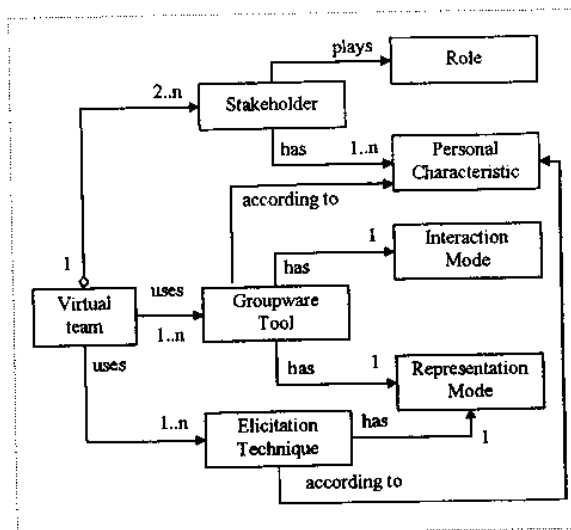 plays
Role
2..n
Stakeholder
has
1..n
Personal
Characteristic
according to
1
Interaction
Mode
has
1
Virtual
team
uses
1..n
Groupware
Tool
uses
has
1
Representation
Mode
1..n
Elicitation
Technique
has
1
according to